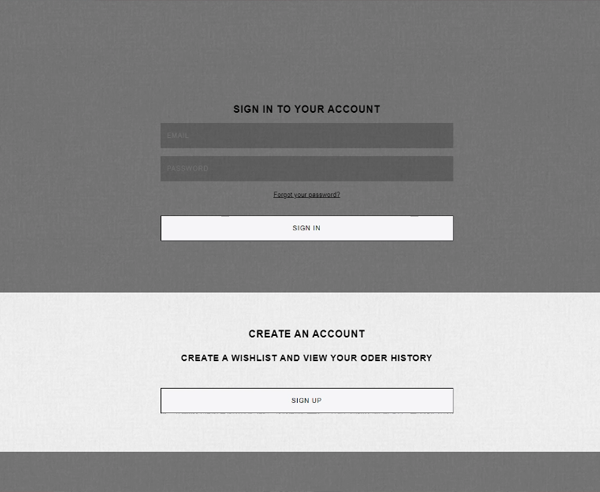 SIGN IN TO YOUR ACCOUNT
EMAIL
PASSWORD
Forgot your password?
SIGN IN
CREATE AN ACCOUNT
CREATE A WISHLIST AND VIEW YOUR ODER HISTORY
SIGN UP